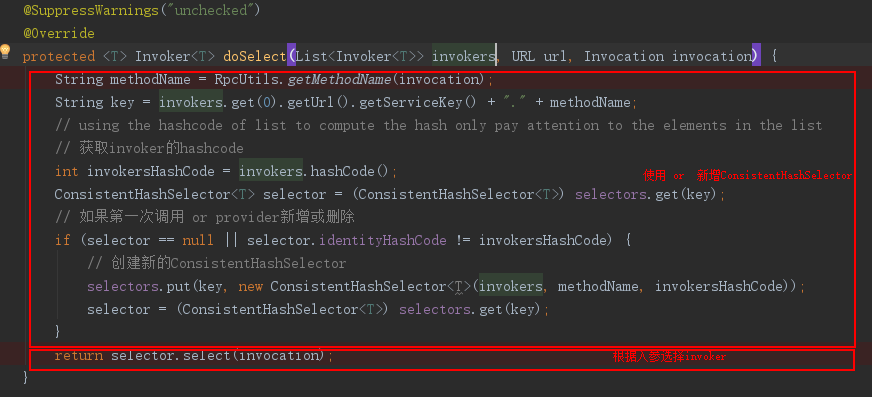 @SuppressWarnings("unchecked")
@Override
protected <T> Invoker<T> doSelect(List<Invoker<T>> invokers, URL url, Invocation invocation) {
String methodName = RpcUtils.getMethodName(invocation);
String key = invokers.get(0).getUrl().getServiceKey() + "." + methodName;
// using the hashcode of list to compute the hash only pay attention to the elements in the list
// 获取invoker的hashcode
int invokersHashCode = invokers.hashCode();
使用 or 新增ConsistentHashSelector
ConsistentHashSelector<T> selector = (ConsistentHashSelector<T>) selectors.get(key);
// 如果第一次调用 or provider新增或删除
if (selector == null || selector.identityHashCode != invokersHashCode) {
// 创建新的ConsistentHashSelector
selectors.put(key, new ConsistentHashSelector<T>(invokers, methodName, invokersHashCode));
selector = (ConsistentHashSelector<T>) selectors.get(key);
}
return selector.select(invocation);
根据入参选择invoker
}